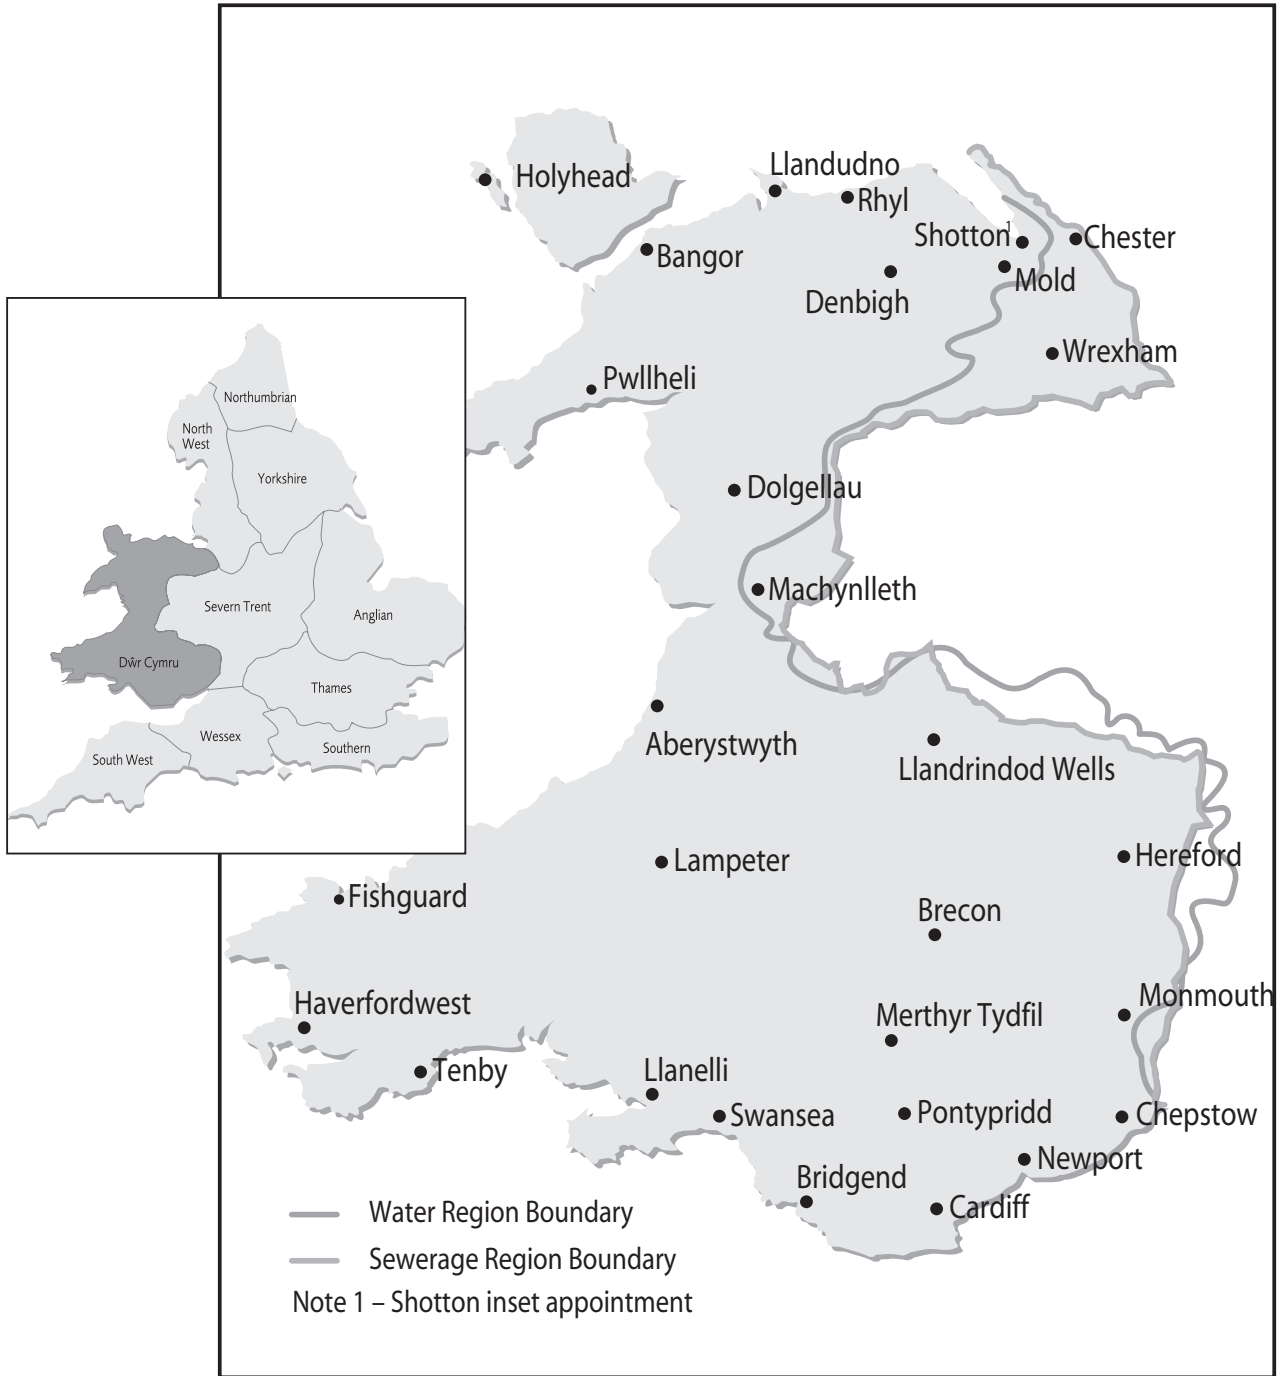 Llandudno
Holyhead
Rhyl
Shotton1
Chester
Bangor
Mold
Denbigh
Wrexham
Pwllheli
Dolgellau
Machynlleth
Aberystwyth
Llandrindod Wells
Lampeter
Hereford
Fishguard
Brecon
Haverfordwest
Monmouth
Merthyr Tydfil
Tenby
Llanelli
Swansea
Pontypridd
Chepstow
Newport
Bridgend
Cardiff
Northumbrian
North
West
Yorkshire
Severn Trent
Anglian
Dŵr Cymru
Thames
Wessex
Southern
South West
Water Region Boundary
Sewerage Region Boundary
Note 1 – Shotton inset appointment